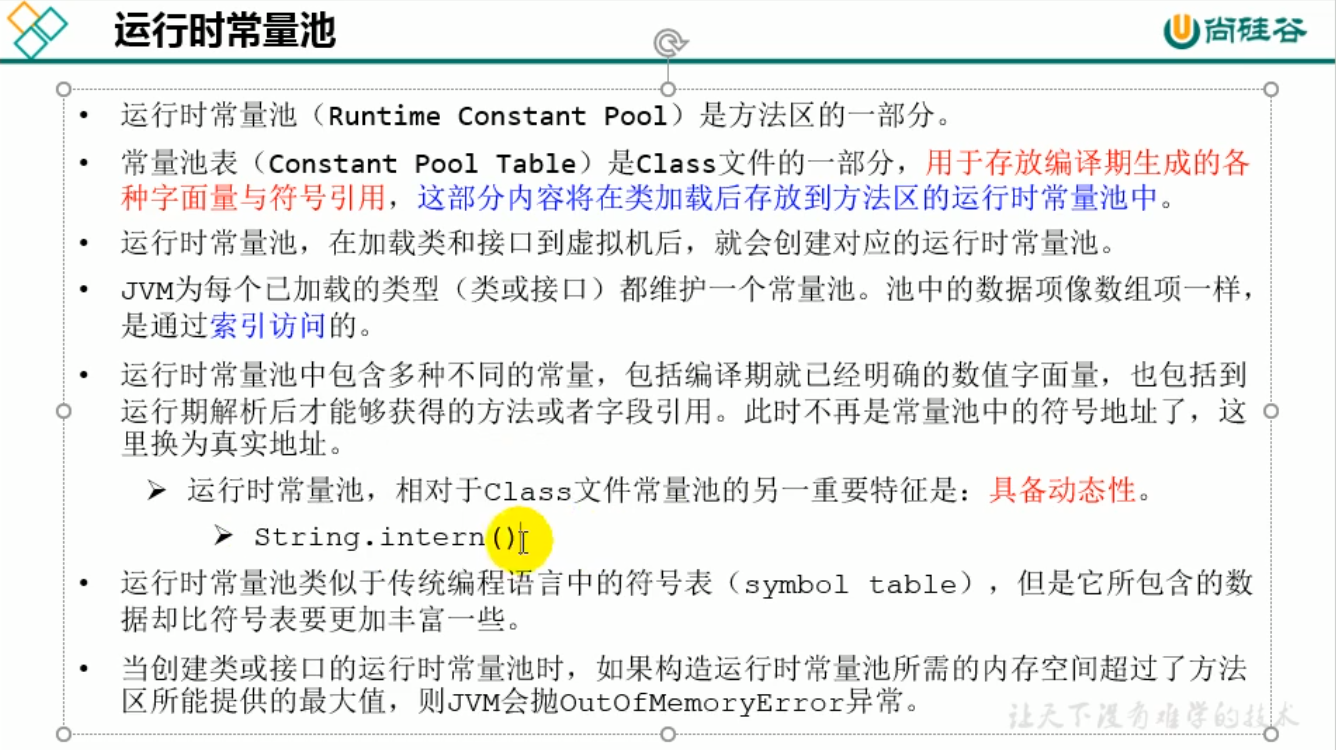 运行时常量池
尚硅谷
• 运行时常量池（Runtime Constant Pool）是方法区的一部分。
• 常量池表（Constant Pool Table）是Class文件的一部分，用于存放编译期生成的各
种字面量与符号引用，这部分内容将在类加载后存放到方法区的运行时常量池中。
• 运行时常量池，在加载类和接口到虚拟机后，就会创建对应的运行时常量池。
• JVM为每个已加载的类型（类或接口）都维护一个常量池。池中的数据项像数组项一样，
是通过索引访问的。
• 运行时常量池中包含多种不同的常量，包括编译期就已经明确的数值字面量，也包括到
运行期解析后才能够获得的方法或者字段引用。此时不再是常量池中的符号地址了，这
里换为真实地址。
➢ 运行时常量池，相对于Class文件常量池的另一重要特征是：具备动态性。
➢ String.intern()
• 运行时常量池类似于传统编程语言中的符号表（symbol table），但是它所包含的数
据却比符号表要更加丰富一些。
• 当创建类或接口的运行时常量池时，如果构造运行时常量池所需的内存空间超过了方法
区所能提供的最大值，则JVM会抛OutOfMemoryError异常。
让天下没有难学的技术